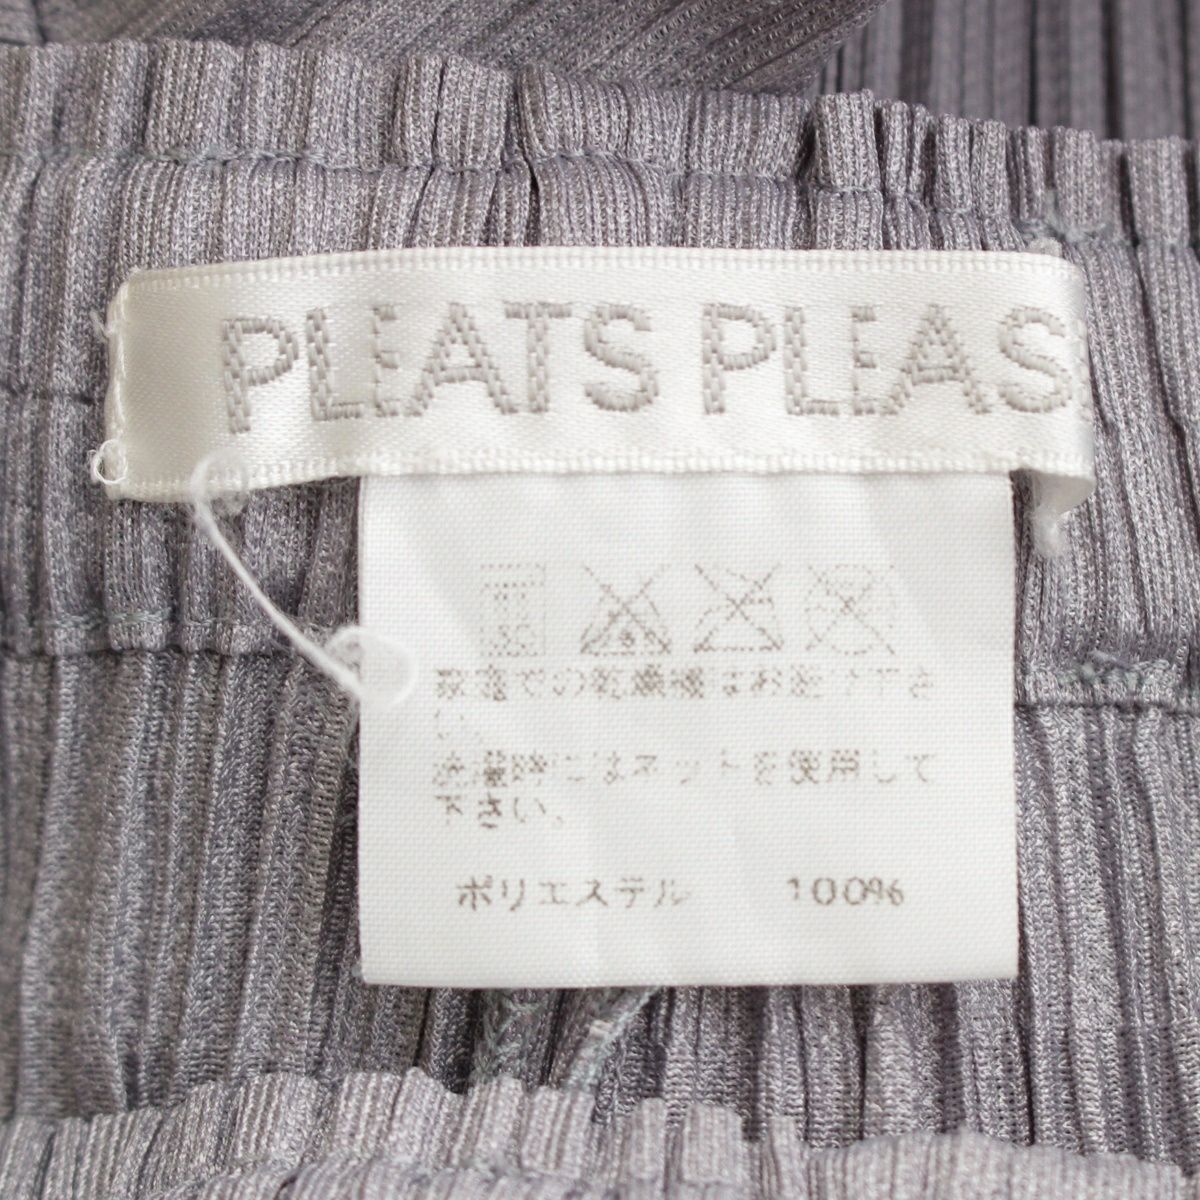 PLEATS PLEAS
家庭での乾燥機はお避け下さ
い。
洗濯時にはネットを使用して
下さい。
ポリエステル 100%